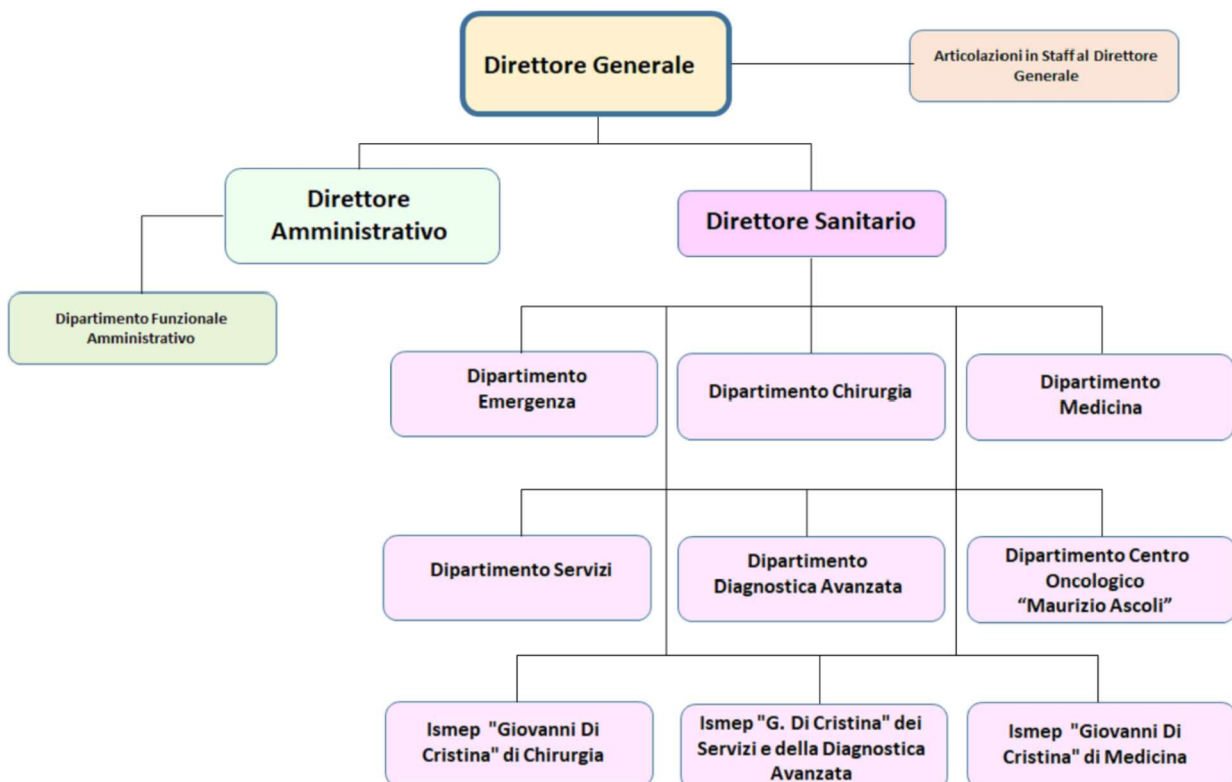 Direttore Generale
Articolazioni in Staff al Direttore
Generale
Direttore
Amministrativo
Direttore Sanitario
Dipartimento Funzionale
Amministrativo
Dipartimento
Emergenza
Dipartimento Chirurgia
Dipartimento
Medicina
Dipartimento Servizi
Dipartimento
Diagnostica Avanzata
Dipartimento Centro
Oncologico
“Maurizio Ascoli”
Ismep "Giovanni Di
Cristina" di Chirurgia
Ismep "G. Di Cristina" dei
Servizi e della Diagnostica
Avanzata
Ismep "Giovanni Di
Cristina" di Medicina